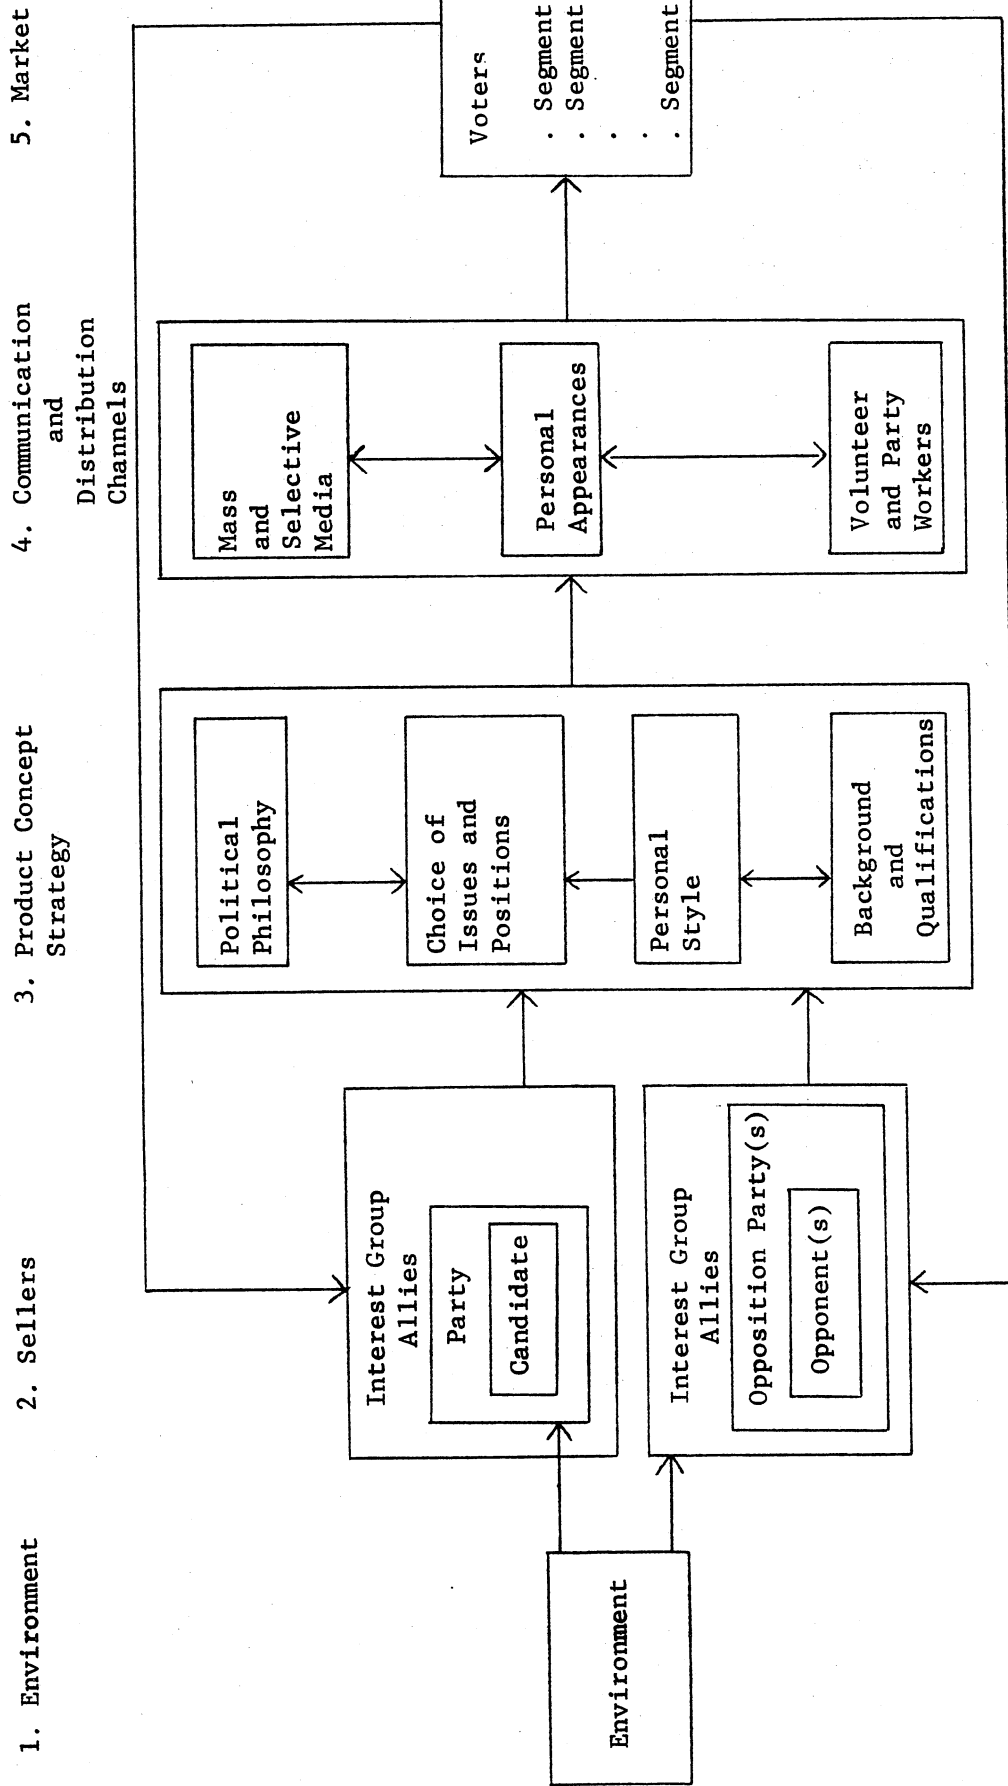 1. Environment
2. Sellers
3. Product Concept
Strategy
4. Communication
and
Distribution
Channels
5. Market
Environment
Interest Group
Allies
Party
Candidate
Interest Group
Allies
Opposition Party(s)
Opponent(s)
Political
Philosophy
Choice of
Issues and
Positions
Personal
Style
Background
and
Qualifications
Mass
and
Selective
Media
Personal
Appearances
Volunteer
and Party
Workers
Voters
. Segment
. Segment
.
.
. Segment